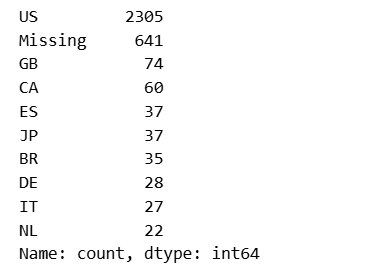 US 2305
Missing 641
GB 74
CA 60
ES 37
JP 37
BR 35
DE 28
IT 27
NL 22
Name: count, dtype: int64